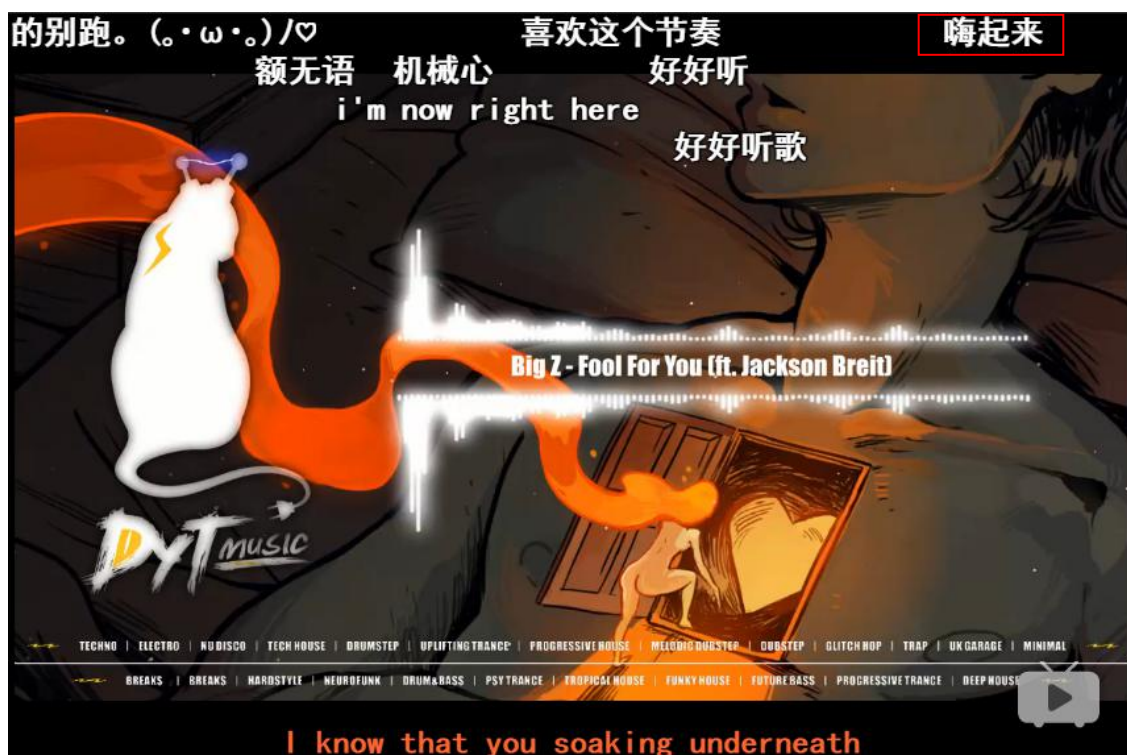 的别跑。(。・ω・。)ﾉ♡ 喜欢这个节奏 嗨起来
额无语 机械心 好好听
i'm now right here
好好听歌
Big Z - Fool For You (ft. Jackson Breit)
DYT MUSIC
TECHNO | ELECTRO | NU DISCO | TECH HOUSE | DRUMSTEP | UPLIFTING TRANCE | PROGRESSIVE HOUSE | MELODIC DUBSTEP | DUBSTEP | GLITCH HOP | TRAP | UK GARAGE | MINIMAL
BREAKS | BREAKS | HARDSTYLE | NEUROFUNK | DRUM&BASS | PSY TRANCE | TROPICAL HOUSE | FUNKY HOUSE | FUTURE BASS | PROGRESSIVE TRANCE | DEEP HOUSE
I know that you soaking underneath